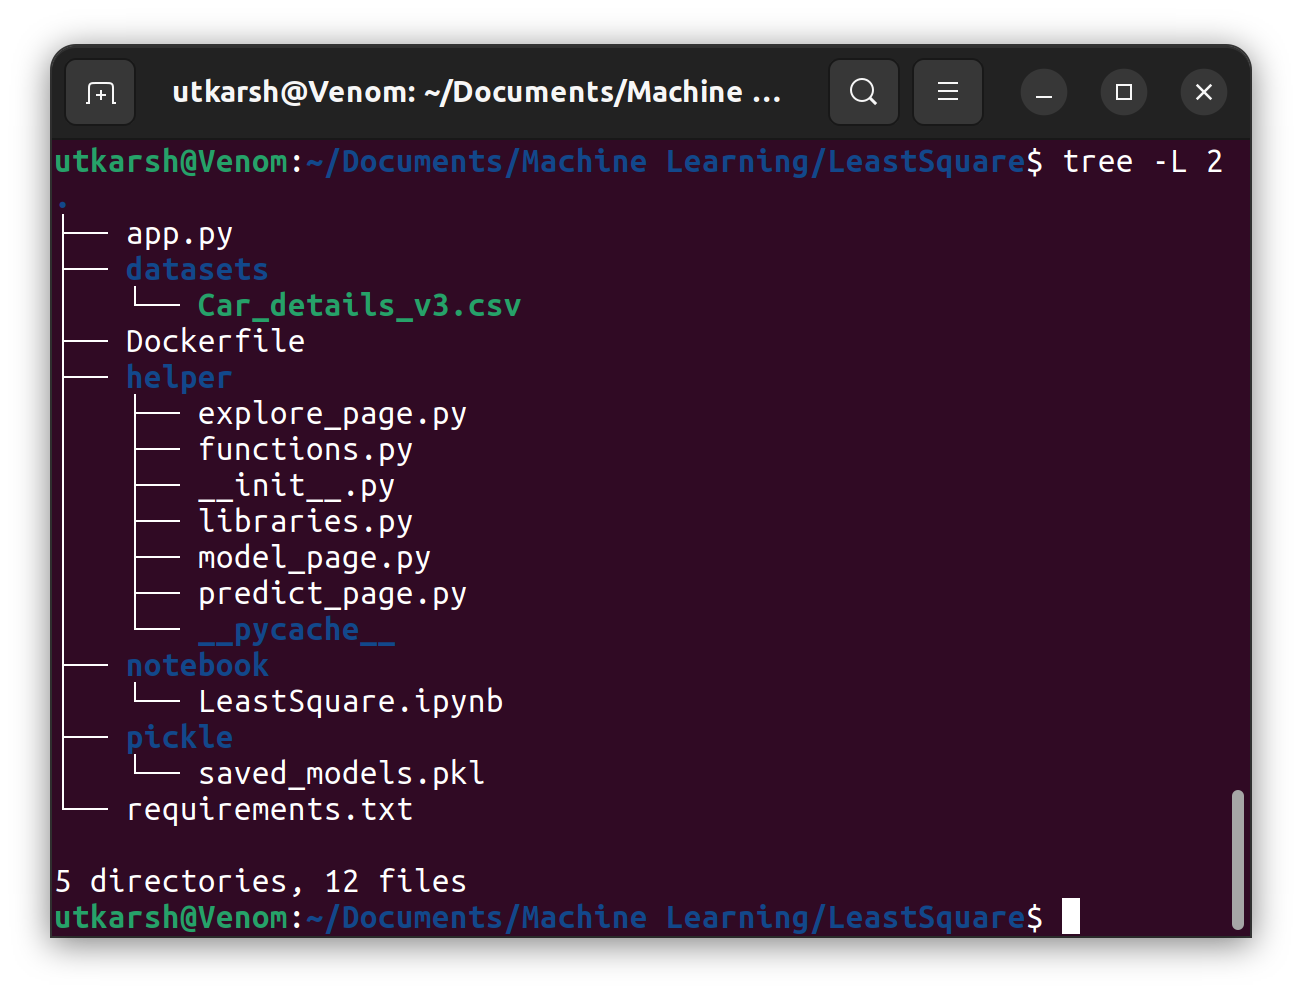 utkarsh@Venom: ~/Documents/Machine ...
utkarsh@Venom:~/Documents/Machine Learning/LeastSquare$ tree -L 2
.
├── app.py
├── datasets
│   └── Car_details_v3.csv
├── Dockerfile
├── helper
│   ├── explore_page.py
│   ├── functions.py
│   ├── __init__.py
│   ├── libraries.py
│   ├── model_page.py
│   ├── predict_page.py
│   └── __pycache__
├── notebook
│   └── LeastSquare.ipynb
├── pickle
│   └── saved_models.pkl
└── requirements.txt
5 directories, 12 files
utkarsh@Venom:~/Documents/Machine Learning/LeastSquare$